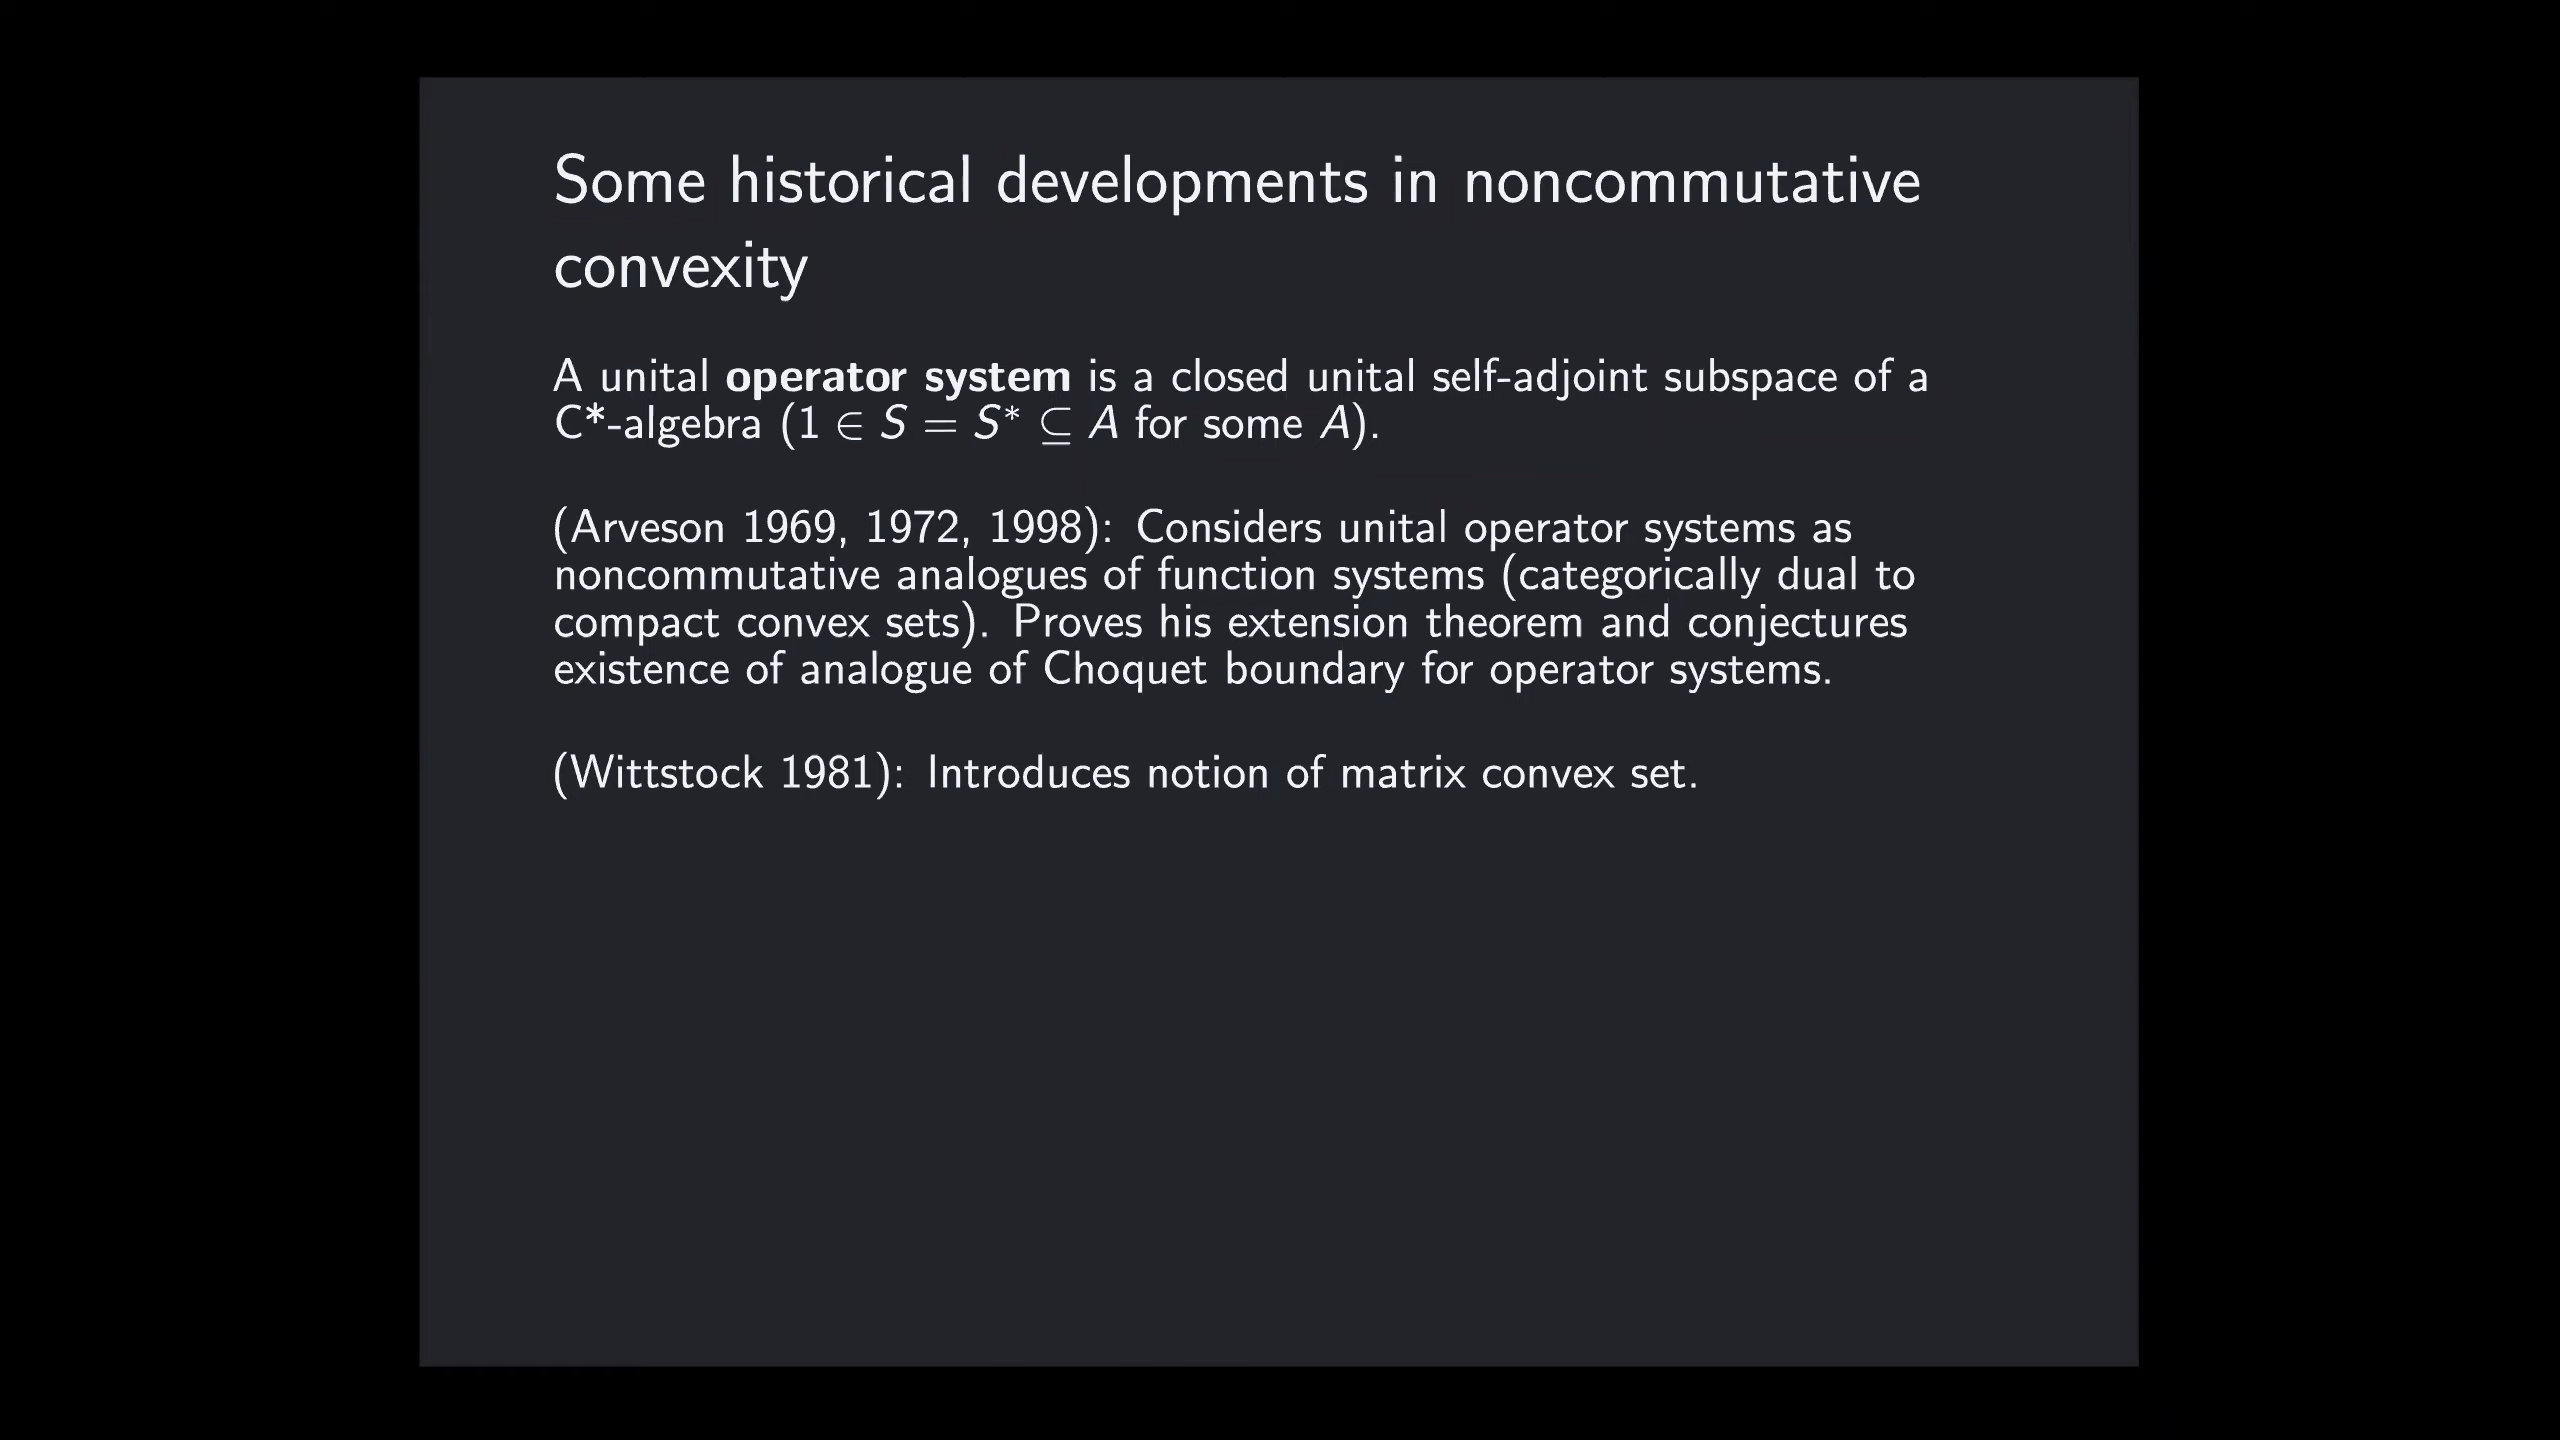 Some historical developments in noncommutative
convexity
A unital operator system is a closed unital self-adjoint subspace of a
C*-algebra (1 ∈ S = S* ⊆ A for some A).
(Arveson 1969, 1972, 1998): Considers unital operator systems as
noncommutative analogues of function systems (categorically dual to
compact convex sets). Proves his extension theorem and conjectures
existence of analogue of Choquet boundary for operator systems.
(Wittstock 1981): Introduces notion of matrix convex set.